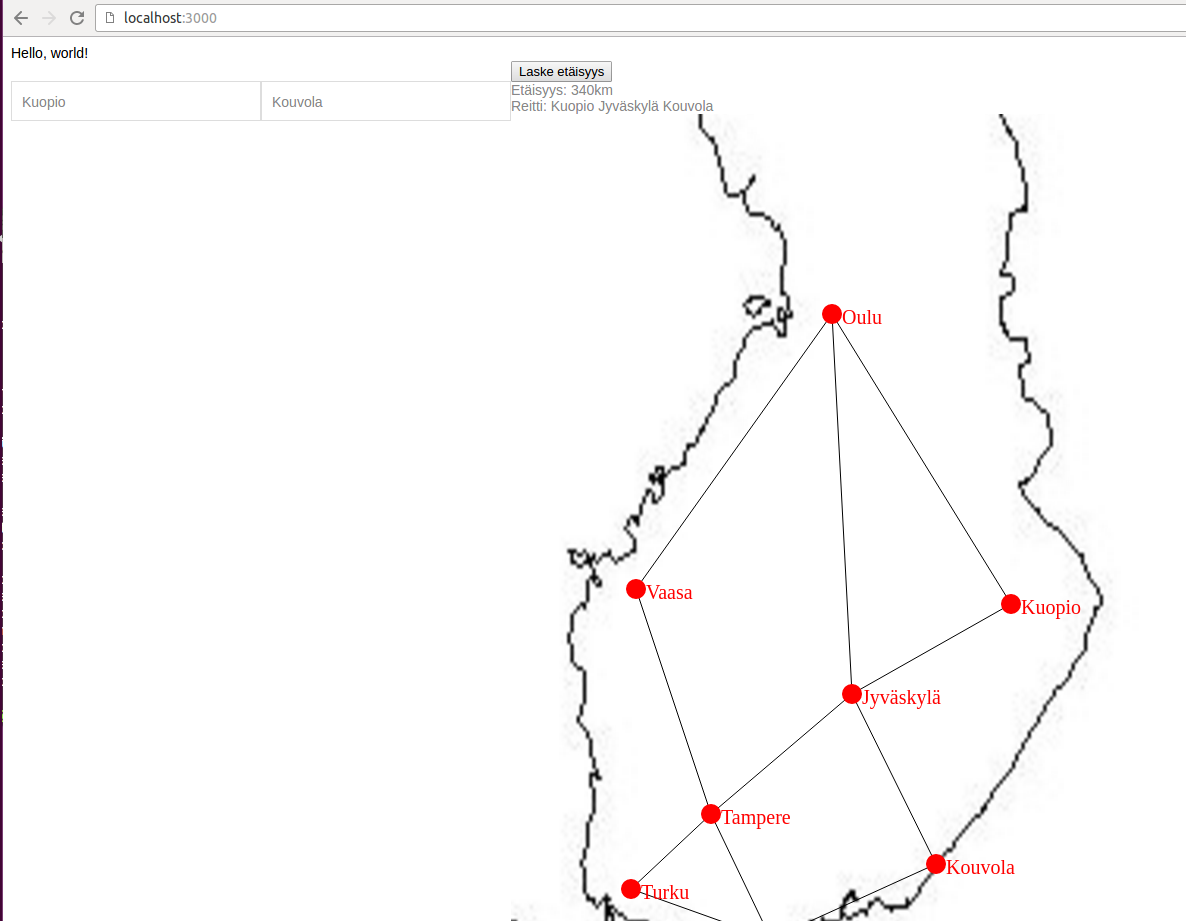 localhost:3000
Hello, world!
Laske etäisyys
Kuopio
Kouvola
Etäisyys: 340km
Reitti: Kuopio Jyväskylä Kouvola
Oulu
Vaasa
Kuopio
Jyväskylä
Tampere
Kouvola
Turku